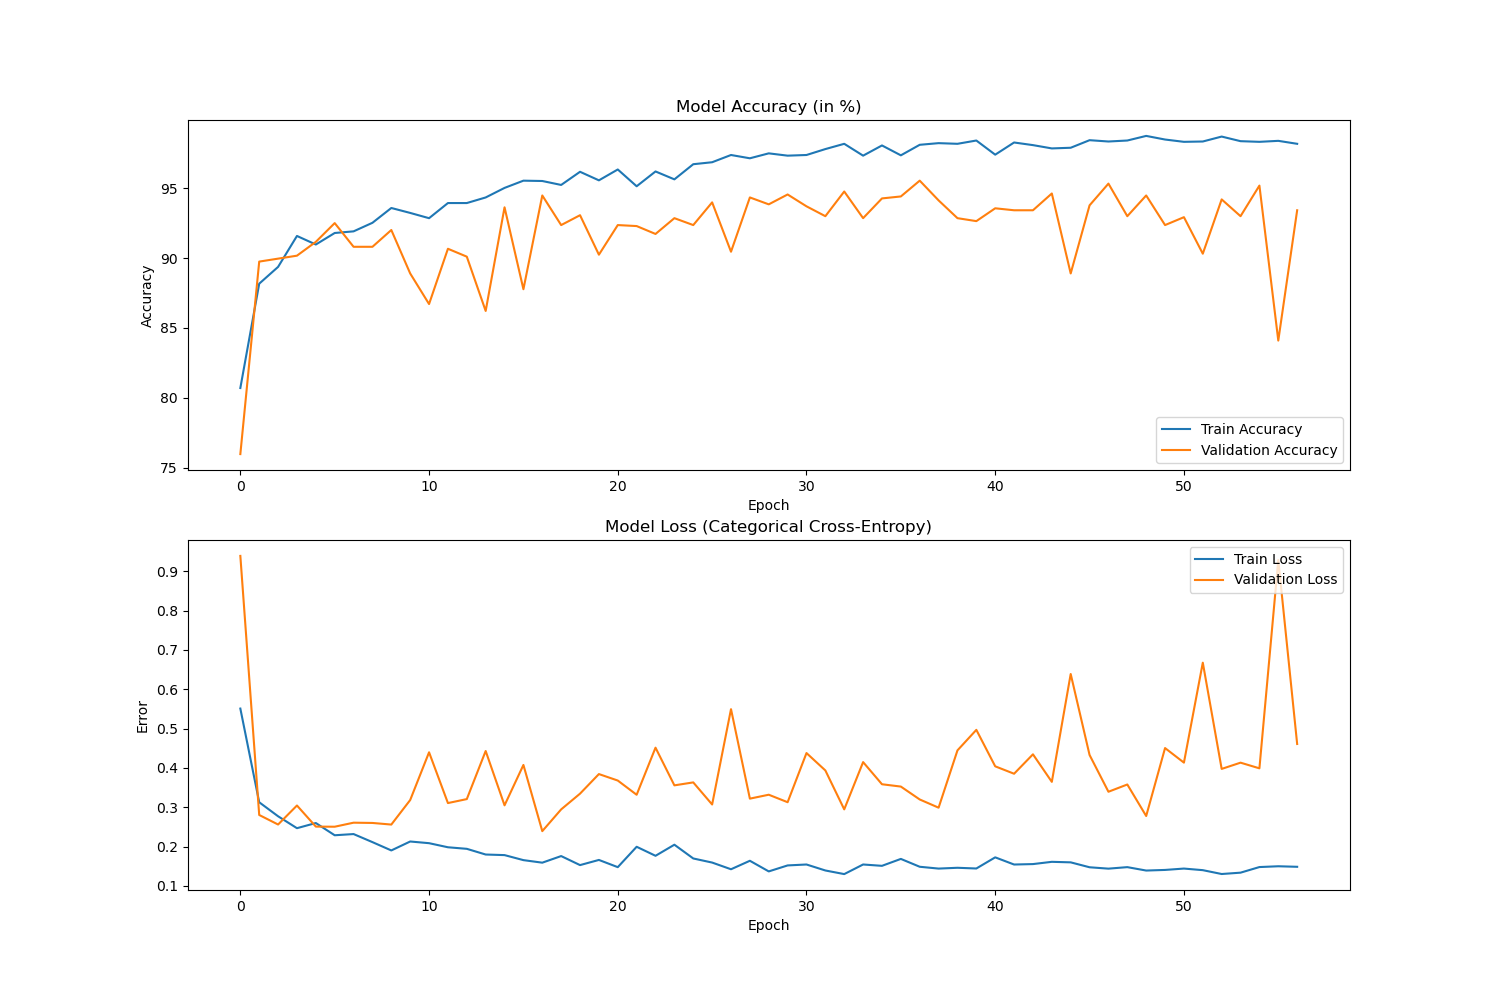 Model Accuracy (in %)
Accuracy
95
90
85
80
75
Train Accuracy
Validation Accuracy
0 10 20 30 40 50
Epoch
Model Loss (Categorical Cross-Entropy)
Error
0.9
0.8
0.7
0.6
0.5
0.4
0.3
0.2
0.1
Train Loss
Validation Loss
0 10 20 30 40 50
Epoch